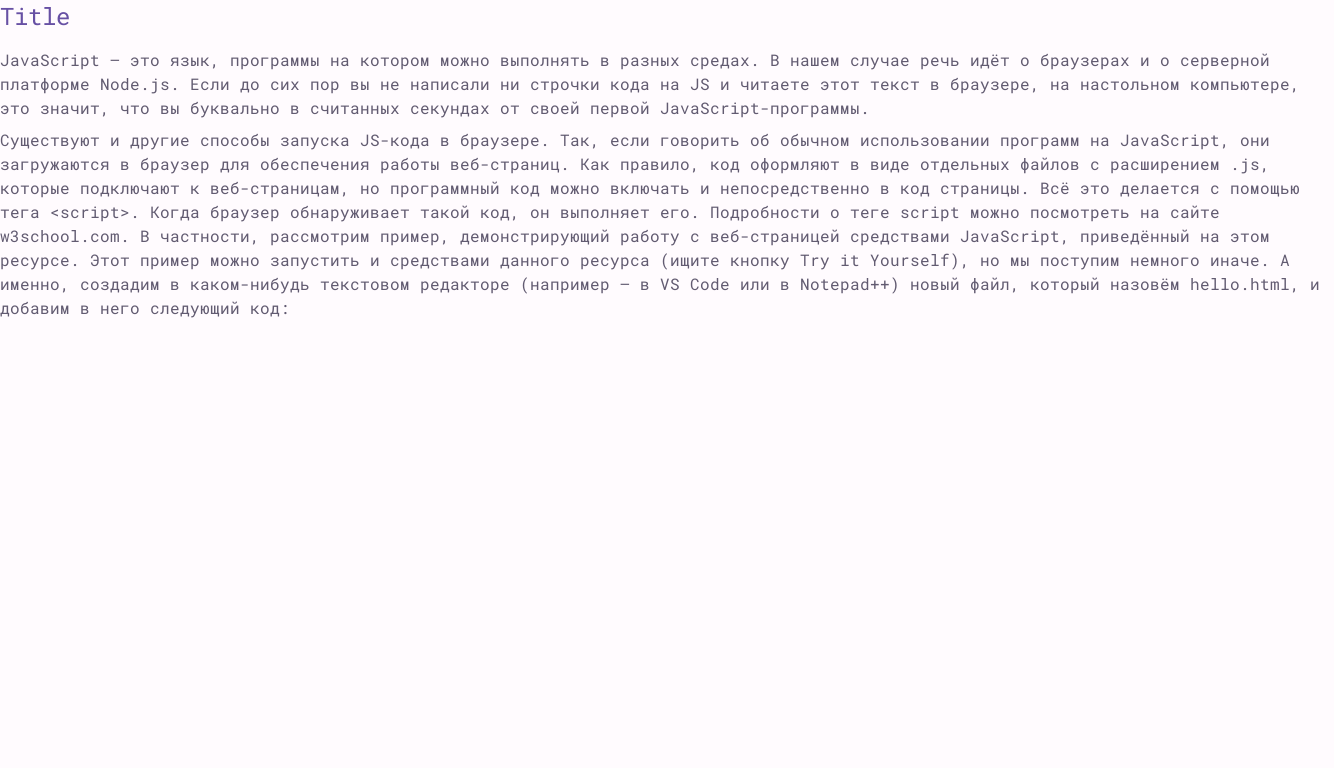 Title
JavaScript — это язык, программы на котором можно выполнять в разных средах. В нашем случае речь идёт о браузерах и о серверной
платформе Node.js. Если до сих пор вы не написали ни строчки кода на JS и читаете этот текст в браузере, на настольном компьютере,
это значит, что вы буквально в считанных секундах от своей первой JavaScript-программы.
Существуют и другие способы запуска JS-кода в браузере. Так, если говорить об обычном использовании программ на JavaScript, они
загружаются в браузер для обеспечения работы веб-страниц. Как правило, код оформляют в виде отдельных файлов с расширением .js,
которые подключают к веб-страницам, но программный код можно включать и непосредственно в код страницы. Всё это делается с помощью
тега <script>. Когда браузер обнаруживает такой код, он выполняет его. Подробности о теге script можно посмотреть на сайте
w3school.com. В частности, рассмотрим пример, демонстрирующий работу с веб-страницей средствами JavaScript, приведённый на этом
ресурсе. Этот пример можно запустить и средствами данного ресурса (ищите кнопку Try it Yourself), но мы поступим немного иначе. А
именно, создадим в каком-нибудь текстовом редакторе (например — в VS Code или в Notepad++) новый файл, который назовём hello.html, и
добавим в него следующий код: